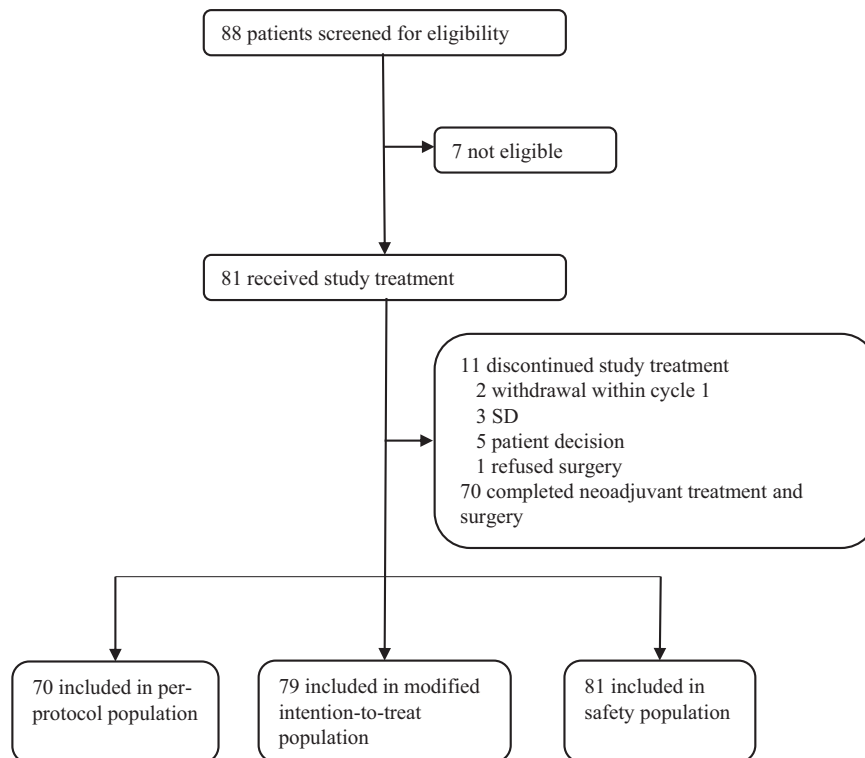 88 patients screened for eligibility
7 not eligible
81 received study treatment
11 discontinued study treatment
2 withdrawal within cycle 1
3 SD
5 patient decision
1 refused surgery
70 completed neoadjuvant treatment and
surgery
70 included in per-
protocol population
79 included in modified
intention-to-treat
population
81 included in
safety population